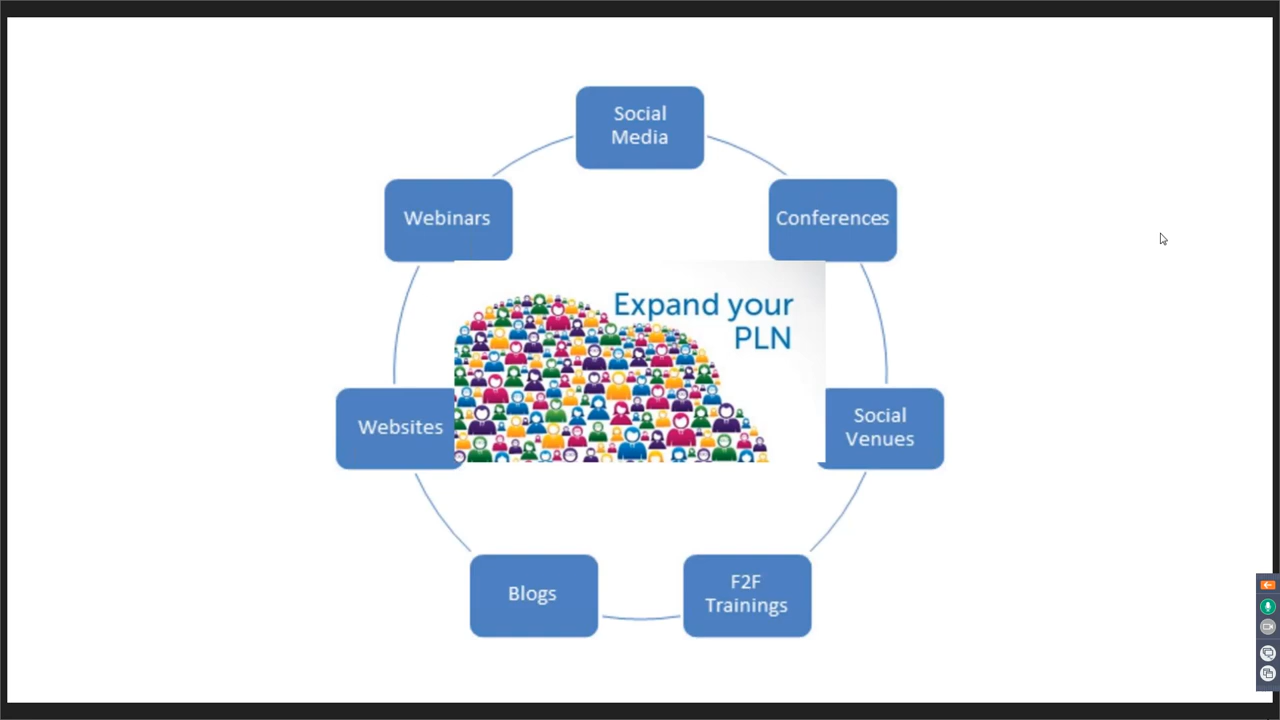 Social
Media
Webinars
Conferences
Expand your
PLN
Websites
Social
Venues
Blogs
F2F
Trainings